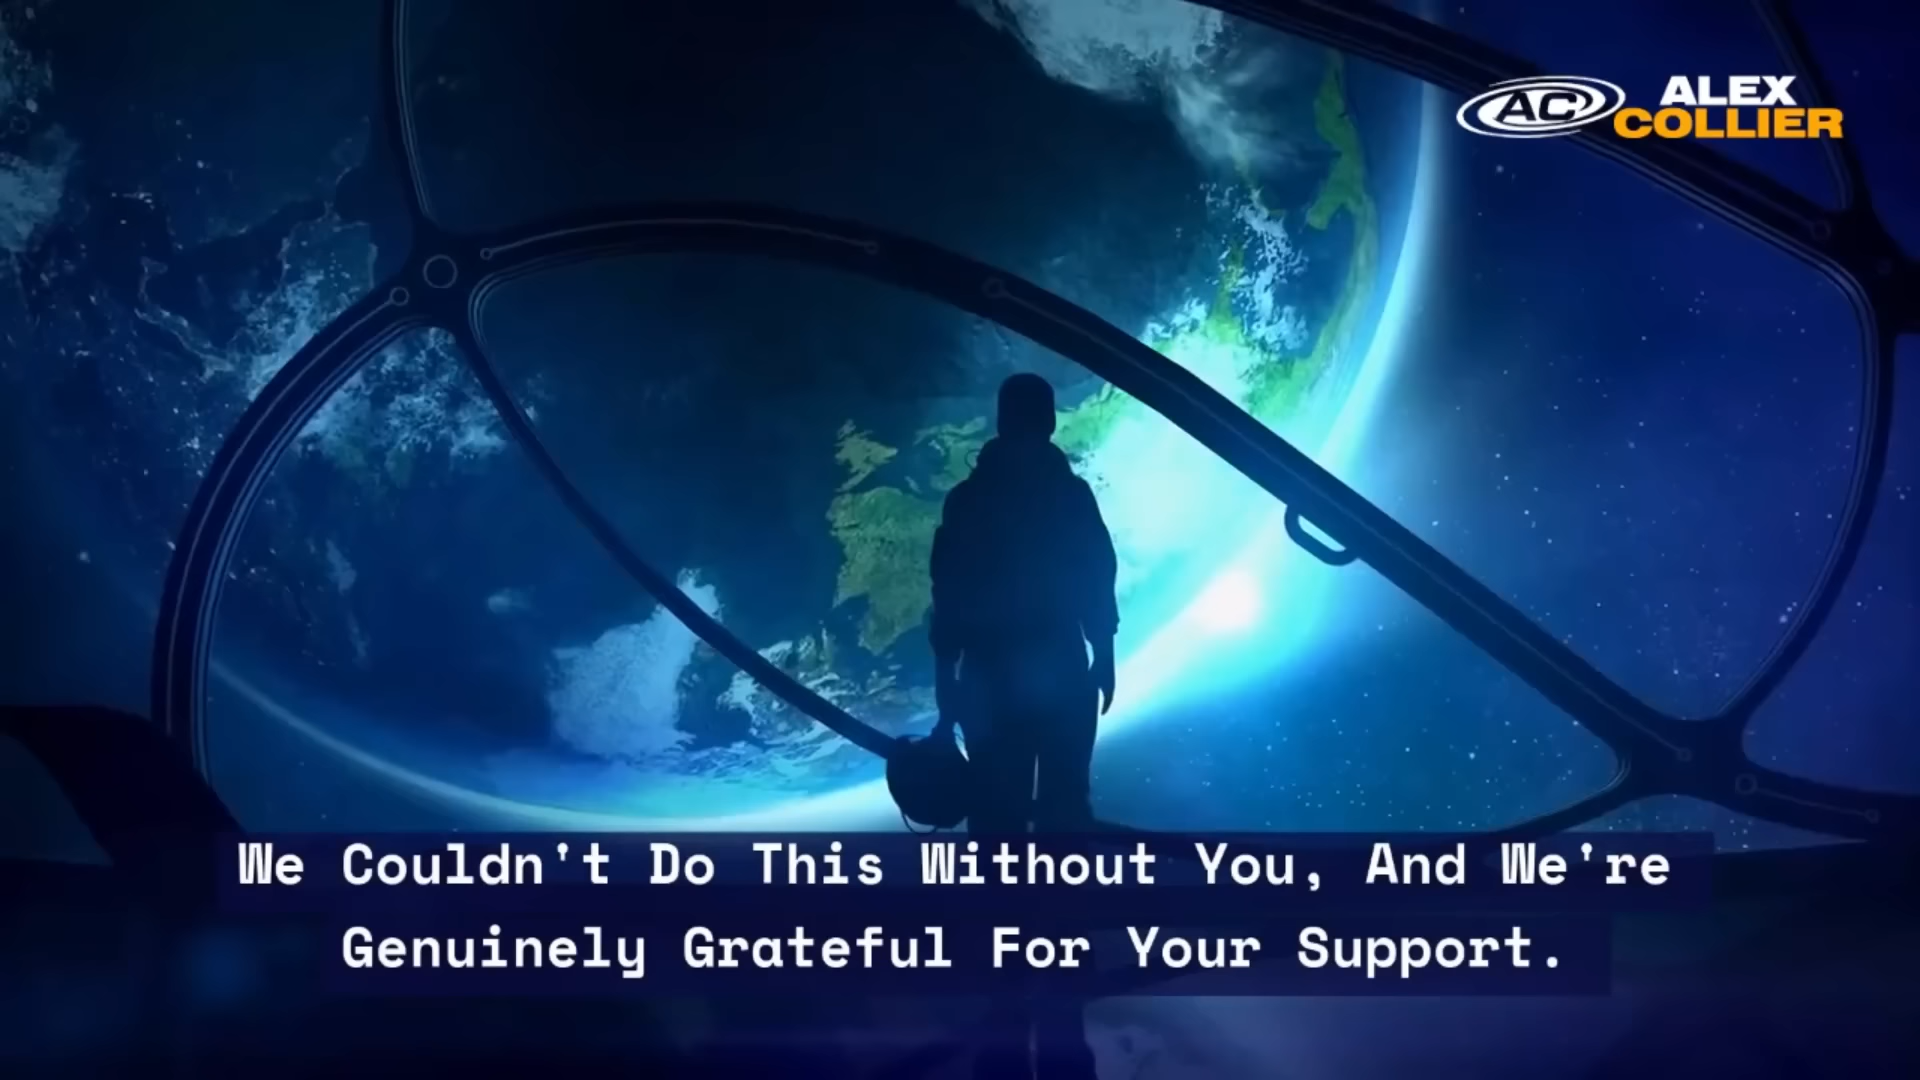 AC
ALEX
COLLIER
We Couldn't Do This Without You, And We're
Genuinely Grateful For Your Support.